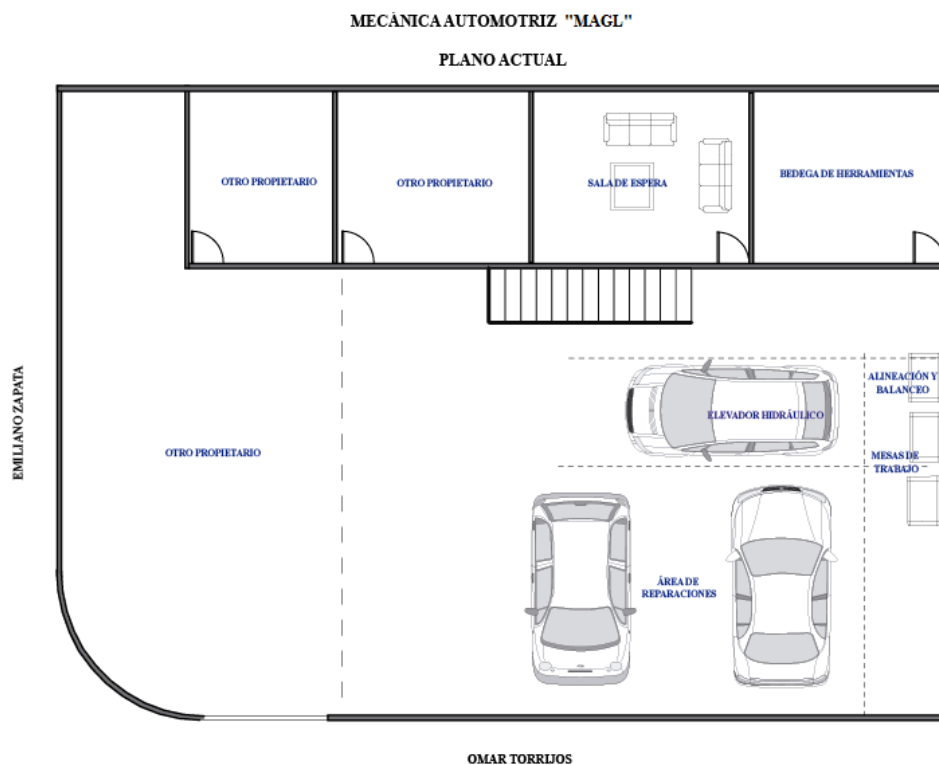 MECÁNICA AUTOMOTRIZ "MAGL"
PLANO ACTUAL
OTRO PROPIETARIO
OTRO PROPIETARIO
SALA DE ESPERA
BEDEGA DE HERRAMIENTAS
ALINEACIÓN Y
BALANCEO
ELEVADOR HIDRÁULICO
EMILIANO ZAPATA
OTRO PROPIETARIO
MESAS DE
TRABAJO
ÁREA DE
REPARACIONES
OMAR TORRIJOS